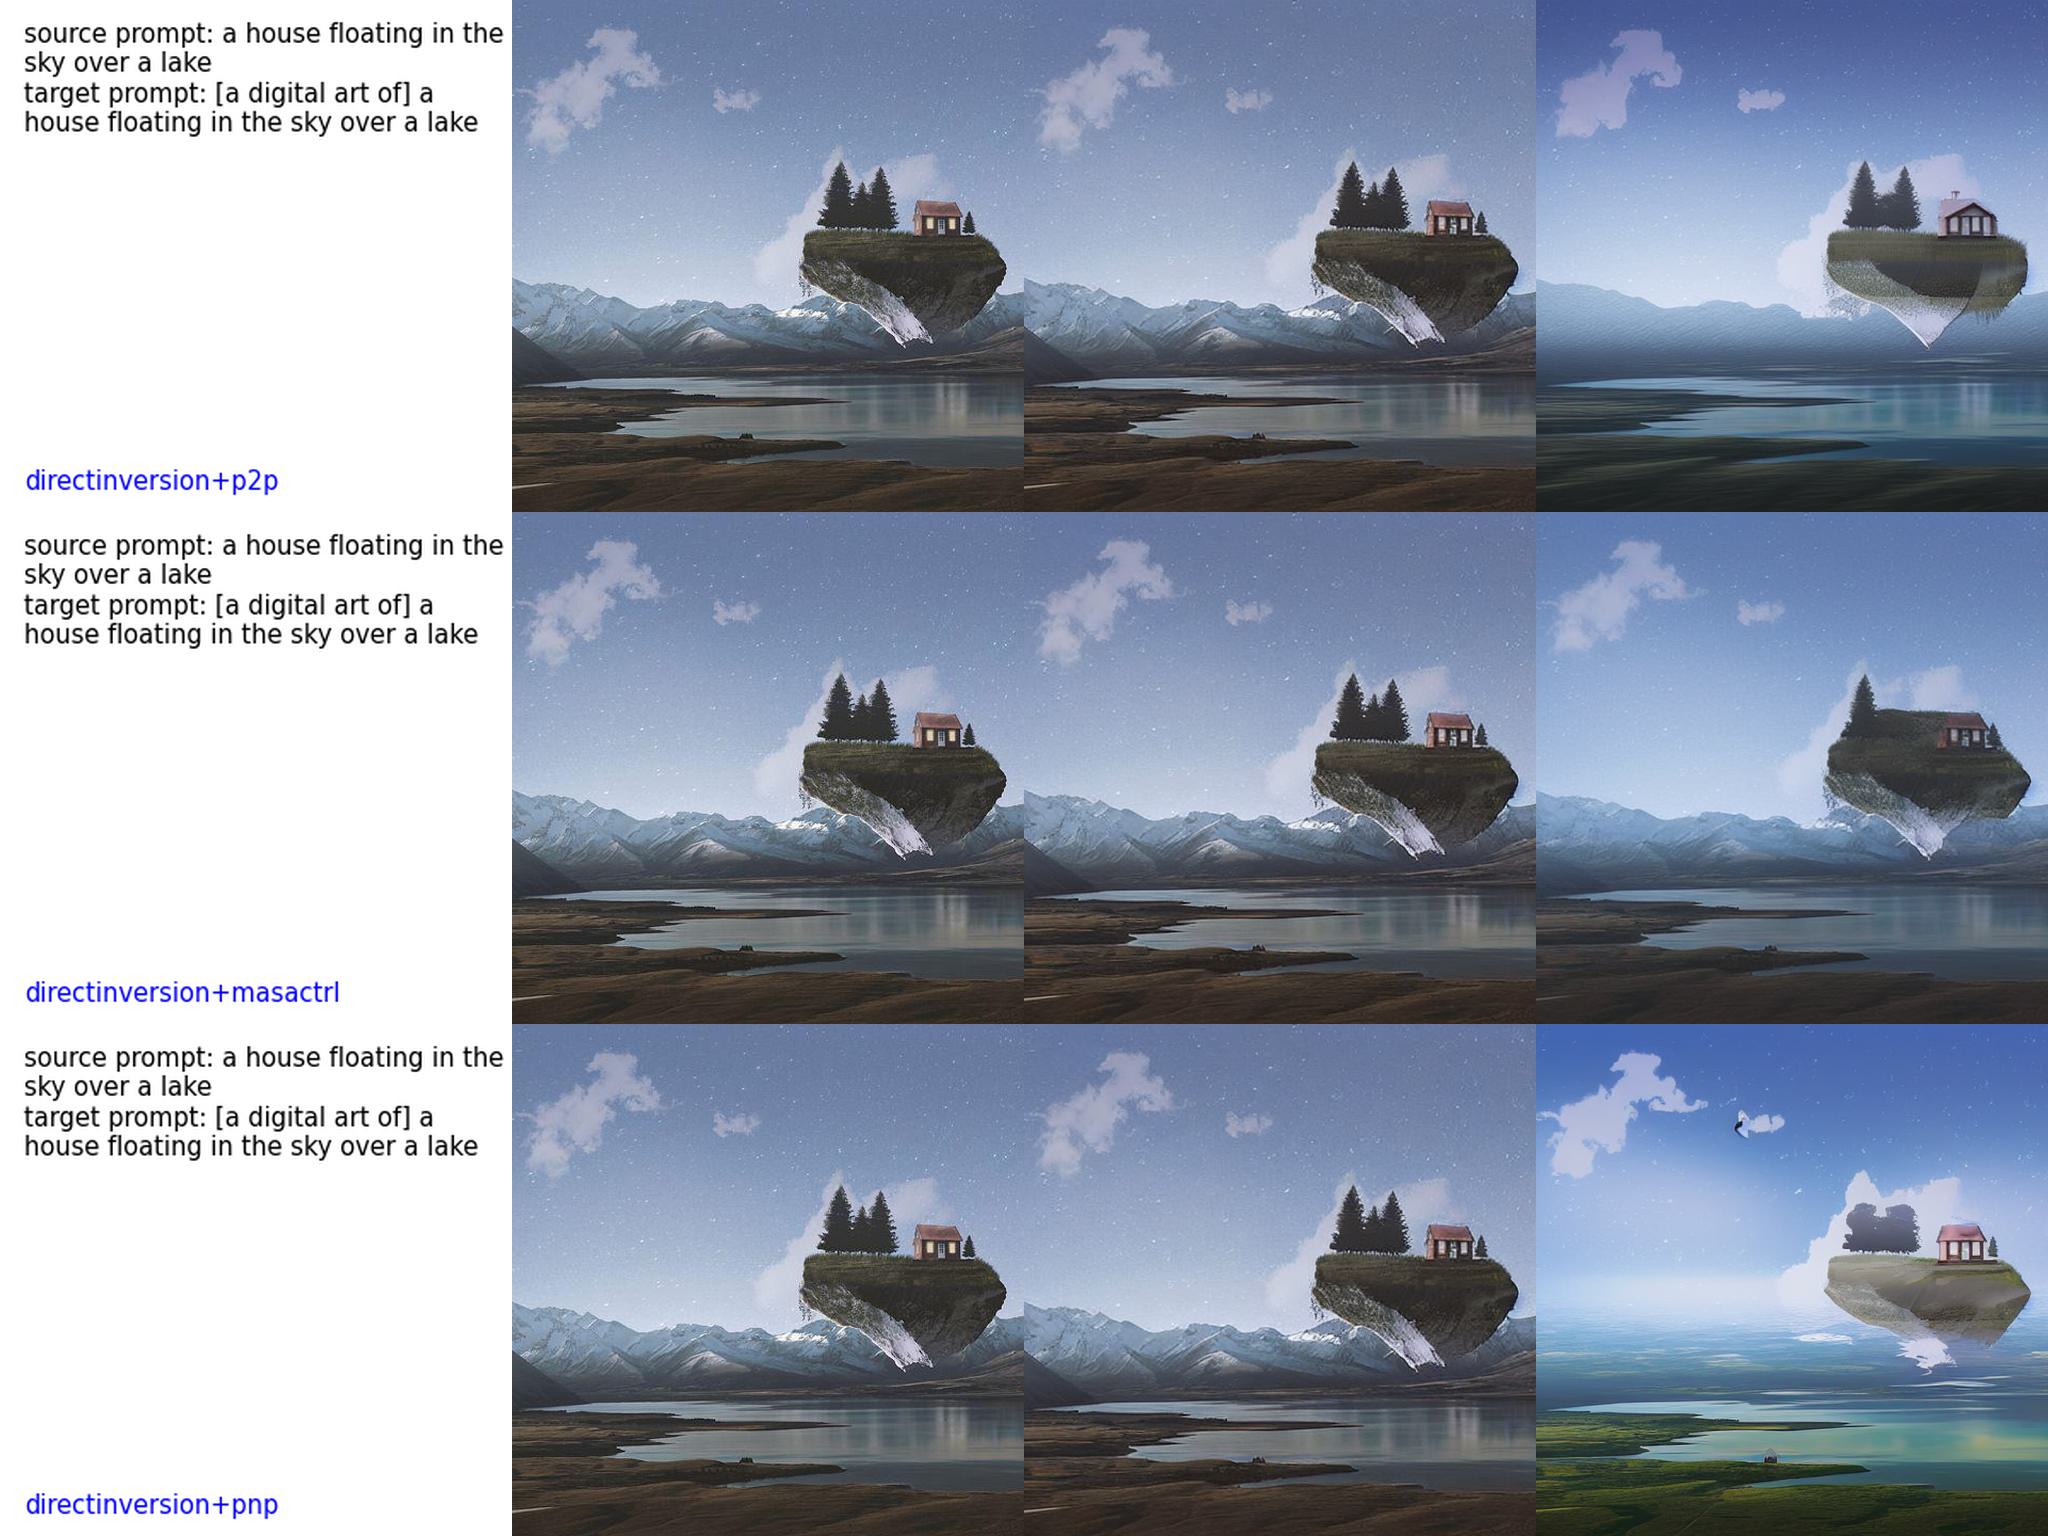 source prompt: a house floating in the
sky over a lake
target prompt: [a digital art of] a
house floating in the sky over a lake
directinversion+p2p
source prompt: a house floating in the
sky over a lake
target prompt: [a digital art of] a
house floating in the sky over a lake
directinversion+masactrl
source prompt: a house floating in the
sky over a lake
target prompt: [a digital art of] a
house floating in the sky over a lake
directinversion+pnp